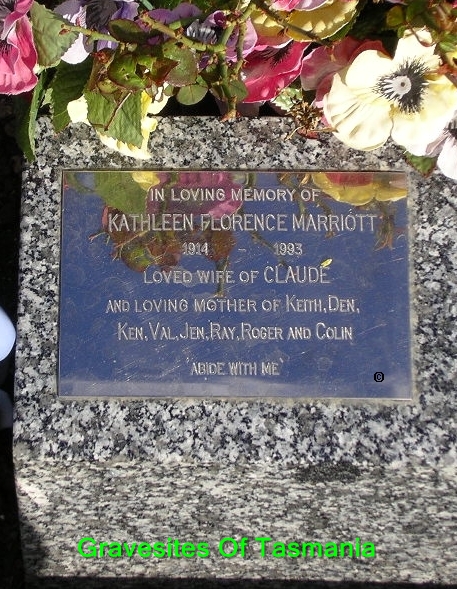 IN LOVING MEMORY OF
KATHLEEN FLORENCE MARRIOTT
1914 - 1993
LOVED WIFE OF CLAUDE
AND LOVING MOTHER OF KEITH, DEN,
KEN, VAL, JEN, RAY, ROGER AND COLIN
'ABIDE WITH ME'
©
Gravesites Of Tasmania